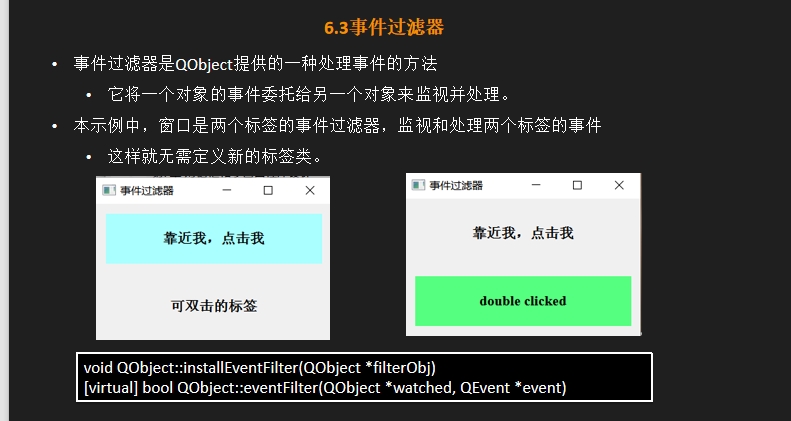 6.3事件过滤器
• 事件过滤器是QObject提供的一种处理事件的方法
• 它将一个对象的事件委托给另一个对象来监视并处理。
• 本示例中，窗口是两个标签的事件过滤器，监视和处理两个标签的事件
• 这样就无需定义新的标签类。
事件过滤器
靠近我，点击我
可双击的标签
事件过滤器
靠近我，点击我
double clicked
void QObject::installEventFilter(QObject *filterObj)
[virtual] bool QObject::eventFilter(QObject *watched, QEvent *event)